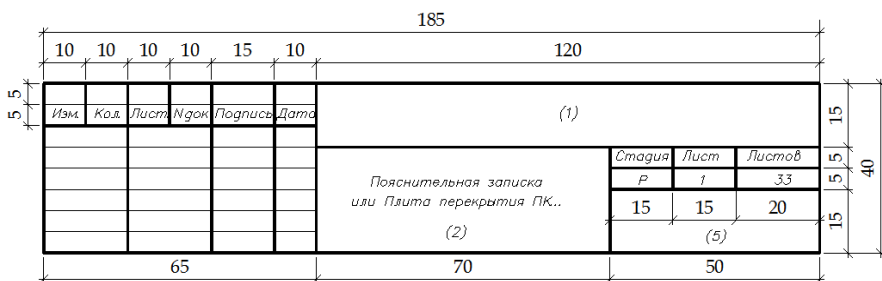 185
10 10 10 10 15 10 120
5 5
Изм. Кол. Лист Nдок Подпись Дата
(1)
15
40
Стадия Лист Листов
5
Р 1 33
5
Пояснительная записка
или Плита перекрытия ПК..
(2)
15 15 20
(5)
15
65 70 50